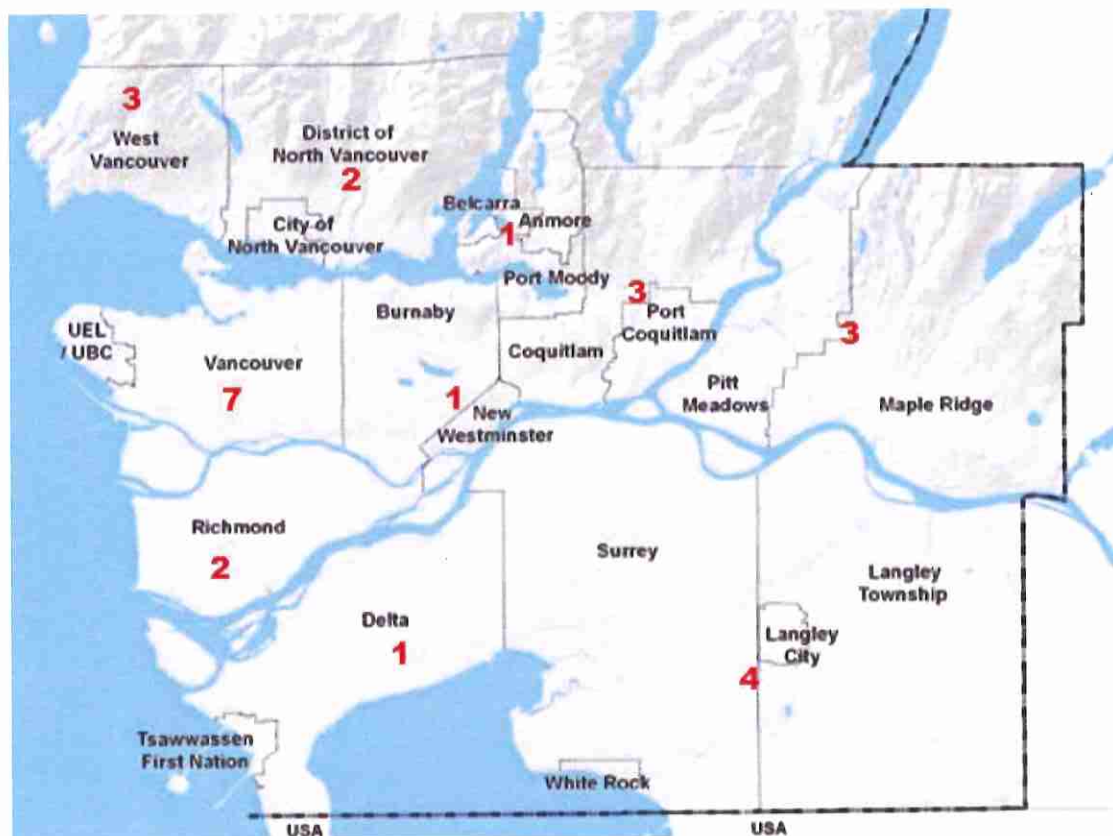 3
West
Vancouver
District of
North Vancouver
2
City of
North Vancouver
Belcarra
Anmore
1
Port Moody
3
Port
Coquitlam
Burnaby
Coquitlam
UEL
/ UBC
Vancouver
7
1
New
Westminster
3
Pitt
Meadows
Maple Ridge
Richmond
2
Surrey
Langley
Township
Delta
1
Langley
City
4
Tsawwassen
First Nation
White Rock
USA
USA